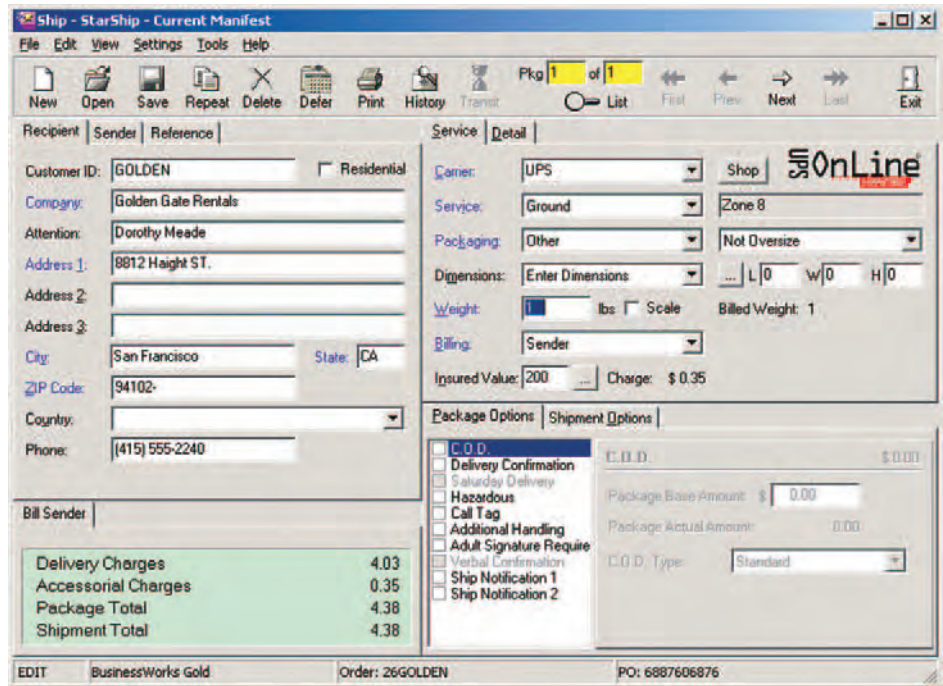 Ship - StarShip - Current Manifest
File Edit View Settings Tools Help
Pkg 1 of 1
New Open Save Repeat Delete Defer Print History Transit List First Prev Next Last Exit
Recipient Sender Reference
Customer ID: GOLDEN Residential
Company: Golden Gate Rentals
Attention: Dorothy Meade
Address 1: 8812 Haight ST.
Address 2:
Address 3:
City: San Francisco State: CA
ZIP Code: 94102-
Country:
Phone: (415) 555-2240
Bill Sender
Delivery Charges 4.03
Accessorial Charges 0.35
Package Total 4.38
Shipment Total 4.38
Service Detail
Carrier: UPS Shop UPS OnLine
Service: Ground Zone 8
Packaging: Other Not Oversize
Dimensions: Enter Dimensions ... L 0 W 0 H 0
Weight: 1 lbs Scale Billed Weight: 1
Billing: Sender
Insured Value: 200 ... Charge: $ 0.35
Package Options Shipment Options
C.O.D.
Delivery Confirmation
Saturday Delivery
Hazardous
Call Tag
Additional Handling
Adult Signature Require
Verbal Confirmation
Ship Notification 1
Ship Notification 2
C.O.D. $ 0.00
Package Base Amount: $ 0.00
Package Actual Amount: 0.00
C.O.D. Type: Standard
EDIT BusinessWorks Gold Order: 26GOLDEN PO: 6887606876